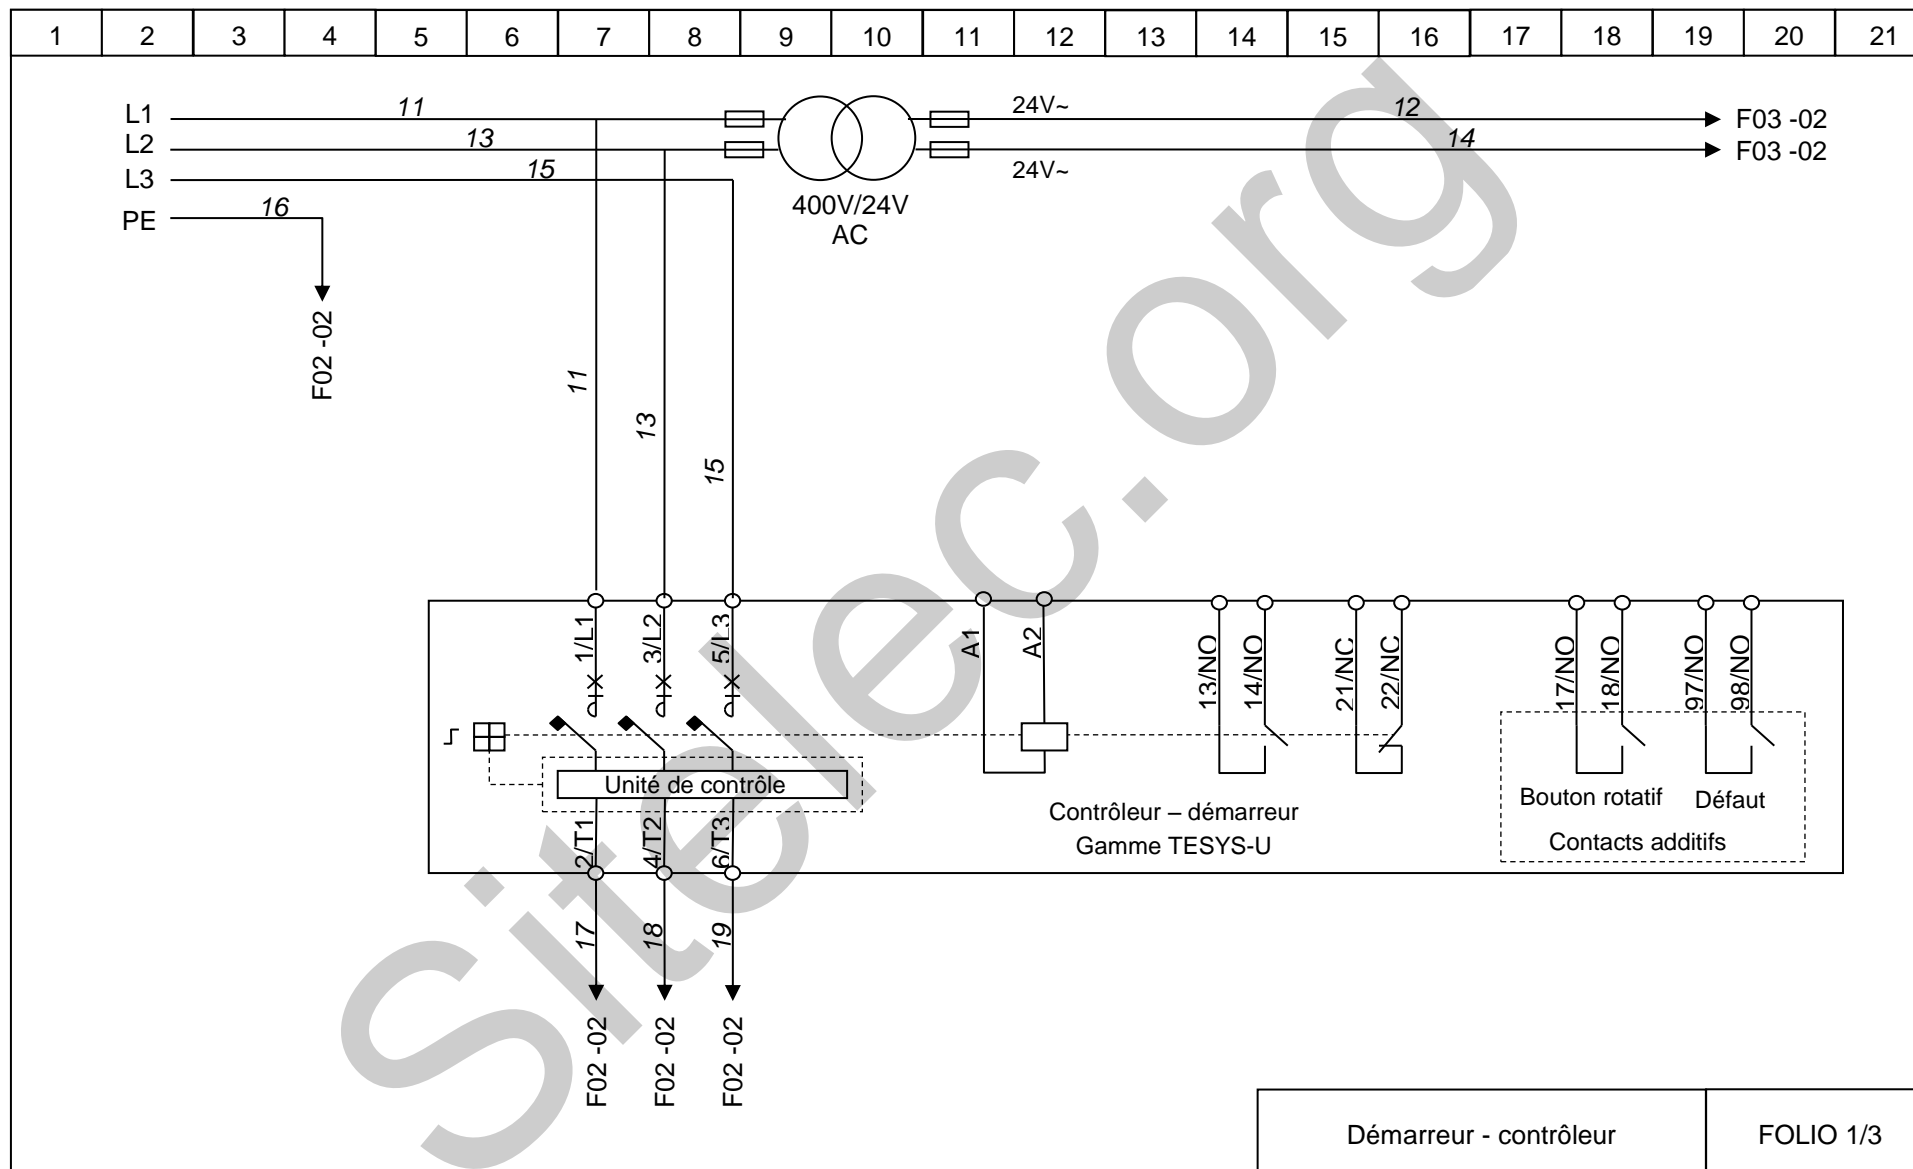 1 2 3 4 5 6 7 8 9 10 11 12 13 14 15 16 17 18 19 20 21
L1 11 24V~ 12 F03 -02
L2 13 14 F03 -02
L3 15 24V~
PE 16 400V/24V
AC
F02 -02
11
13
15
1/L1 3/L2 5/L3 A1 A2 13/NO 14/NO 21/NC 22/NC 17/NO 18/NO 97/NO 98/NO
Unité de contrôle
2/T1 4/T2 6/T3
Contrôleur – démarreur
Gamme TESYS-U
Bouton rotatif Défaut
Contacts additifs
17 18 19
F02 -02 F02 -02 F02 -02
Démarreur - contrôleur FOLIO 1/3
Sitelec.org